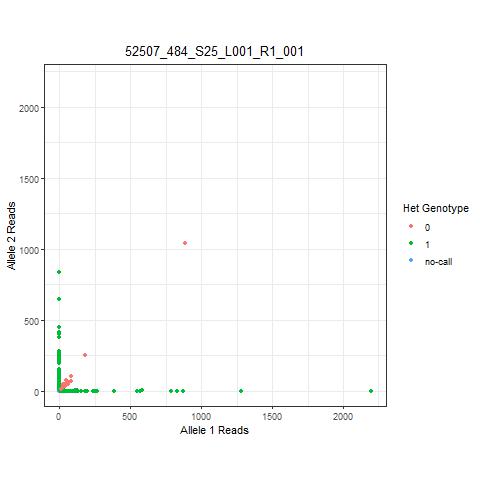 52507_484_S25_L001_R1_001
2000
1500
1000
500
0
Allele 2 Reads
0 500 1000 1500 2000
Allele 1 Reads
Het Genotype
0
1
no-call